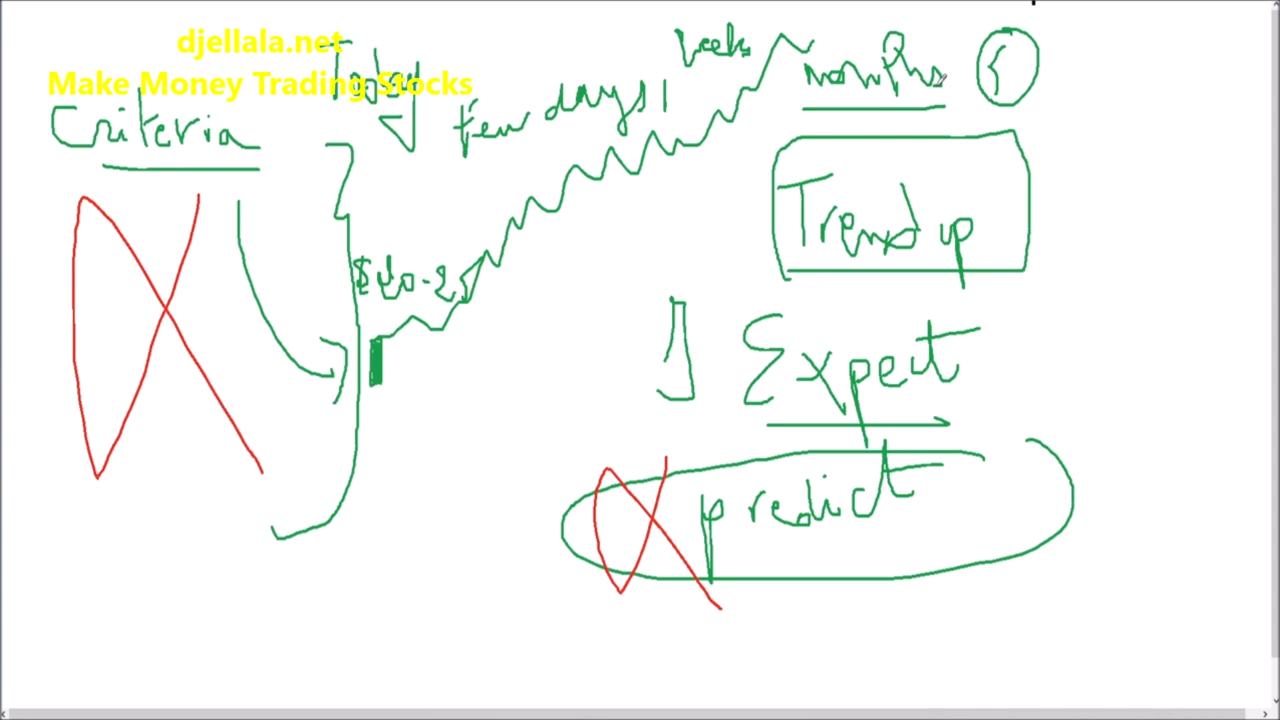 djellala.net
Make Money Trading Stocks
Today
Criteria
few days
weeks
months
Trend up
I Expect
predict